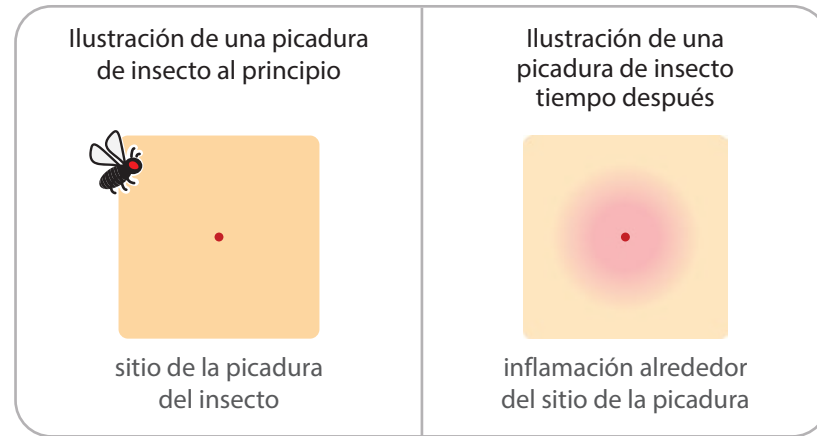 Ilustración de una picadura
de insecto al principio
sitio de la picadura
del insecto
Ilustración de una
picadura de insecto
tiempo después
inflamación alrededor
del sitio de la picadura